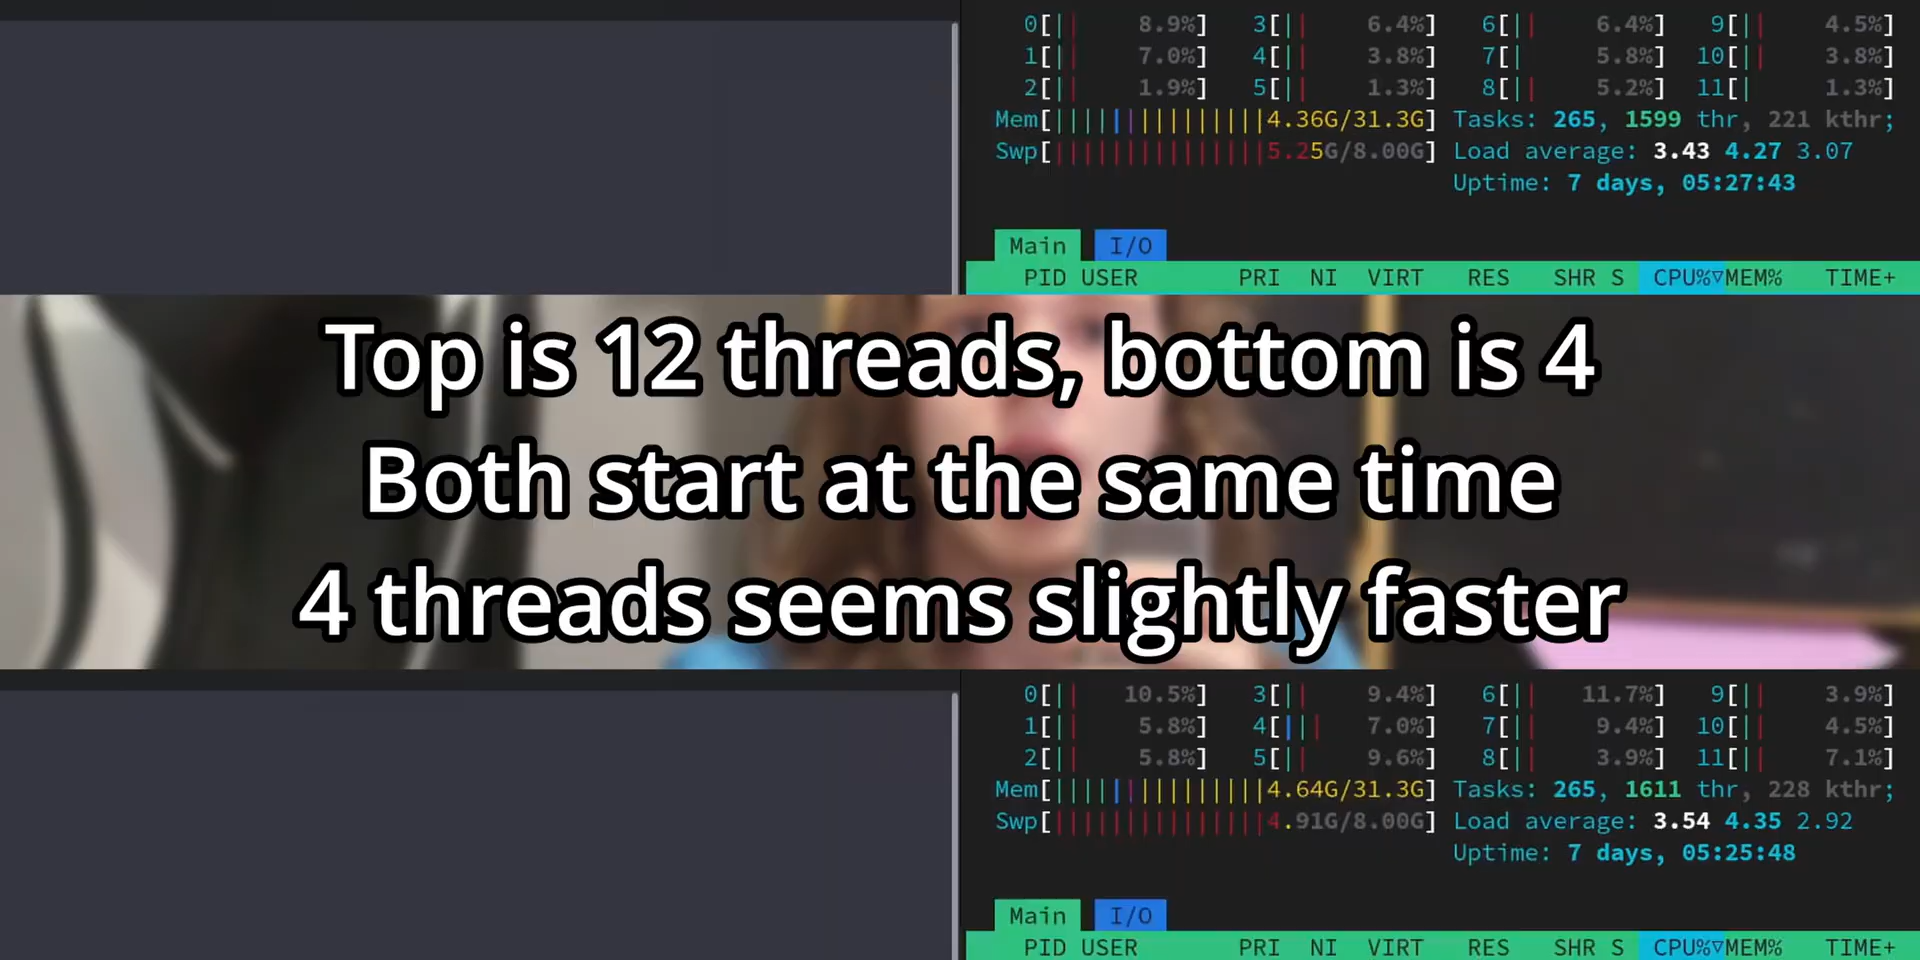 0[|| 8.9%] 3[|| 6.4%] 6[|| 6.4%] 9[|| 4.5%]
1[|| 7.0%] 4[|| 3.8%] 7[| 5.8%] 10[|| 3.8%]
2[|| 1.9%] 5[|| 1.3%] 8[|| 5.2%] 11[| 1.3%]
Mem[|||||||||||||||4.36G/31.3G] Tasks: 265, 1599 thr, 221 kthr;
Swp[|||||||||||||||5.25G/8.00G] Load average: 3.43 4.27 3.07
Uptime: 7 days, 05:27:43
Main I/O
PID USER PRI NI VIRT RES SHR S CPU%▽MEM% TIME+
Top is 12 threads, bottom is 4
Both start at the same time
4 threads seems slightly faster
0[|| 10.5%] 3[|| 9.4%] 6[|| 11.7%] 9[|| 3.9%]
1[|| 5.8%] 4[||| 7.0%] 7[|| 9.4%] 10[|| 4.5%]
2[|| 5.8%] 5[|| 9.6%] 8[|| 3.9%] 11[|| 7.1%]
Mem[|||||||||||||||4.64G/31.3G] Tasks: 265, 1611 thr, 228 kthr;
Swp[|||||||||||||||4.91G/8.00G] Load average: 3.54 4.35 2.92
Uptime: 7 days, 05:25:48
Main I/O
PID USER PRI NI VIRT RES SHR S CPU%▽MEM% TIME+